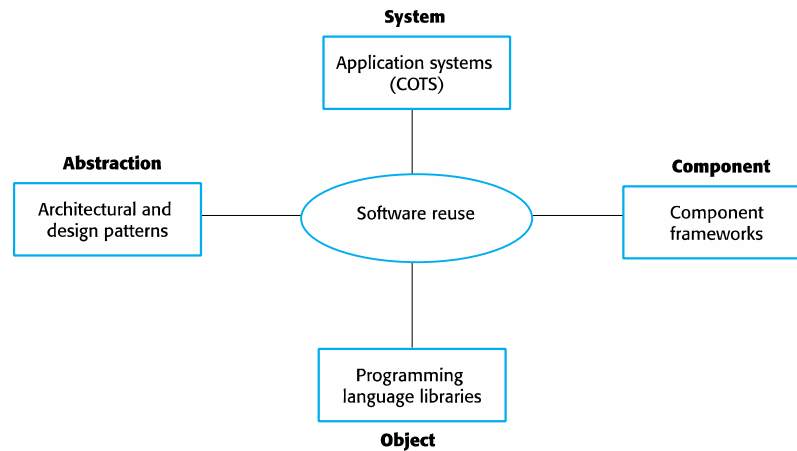 System
Application systems
(COTS)
Abstraction
Architectural and
design patterns
Software reuse
Component
Component
frameworks
Programming
language libraries
Object